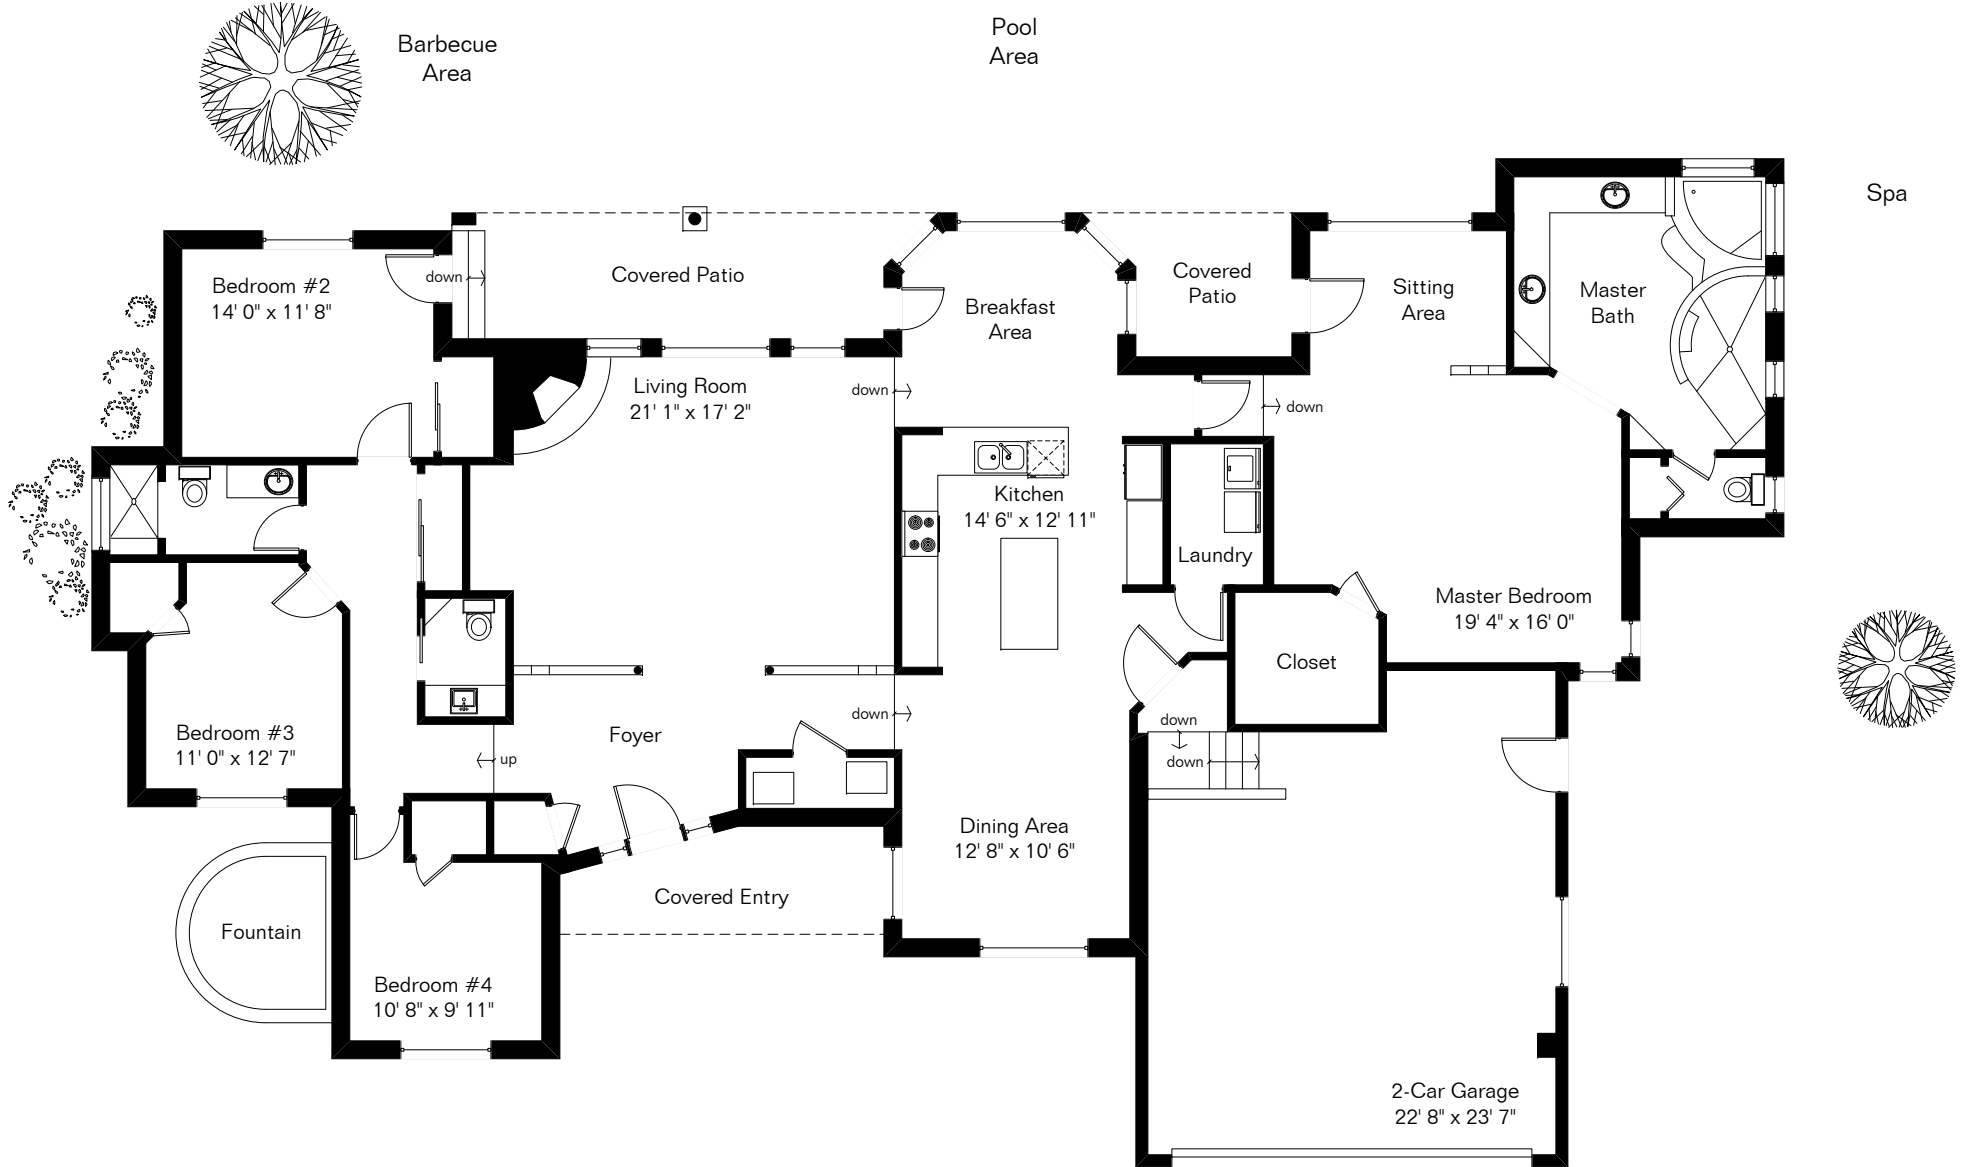 Barbecue
Area
Pool
Area
Spa
Bedroom #2
14' 0" x 11' 8"
down
Covered Patio
Breakfast
Area
Covered
Patio
Sitting
Area
Master
Bath
Living Room
21' 1" x 17' 2"
down
down
Kitchen
14' 6" x 12' 11"
Laundry
Master Bedroom
19' 4" x 16' 0"
Closet
Bedroom #3
11' 0" x 12' 7"
up
Foyer
down
down
down
Dining Area
12' 8" x 10' 6"
Covered Entry
Fountain
Bedroom #4
10' 8" x 9' 11"
2-Car Garage
22' 8" x 23' 7"